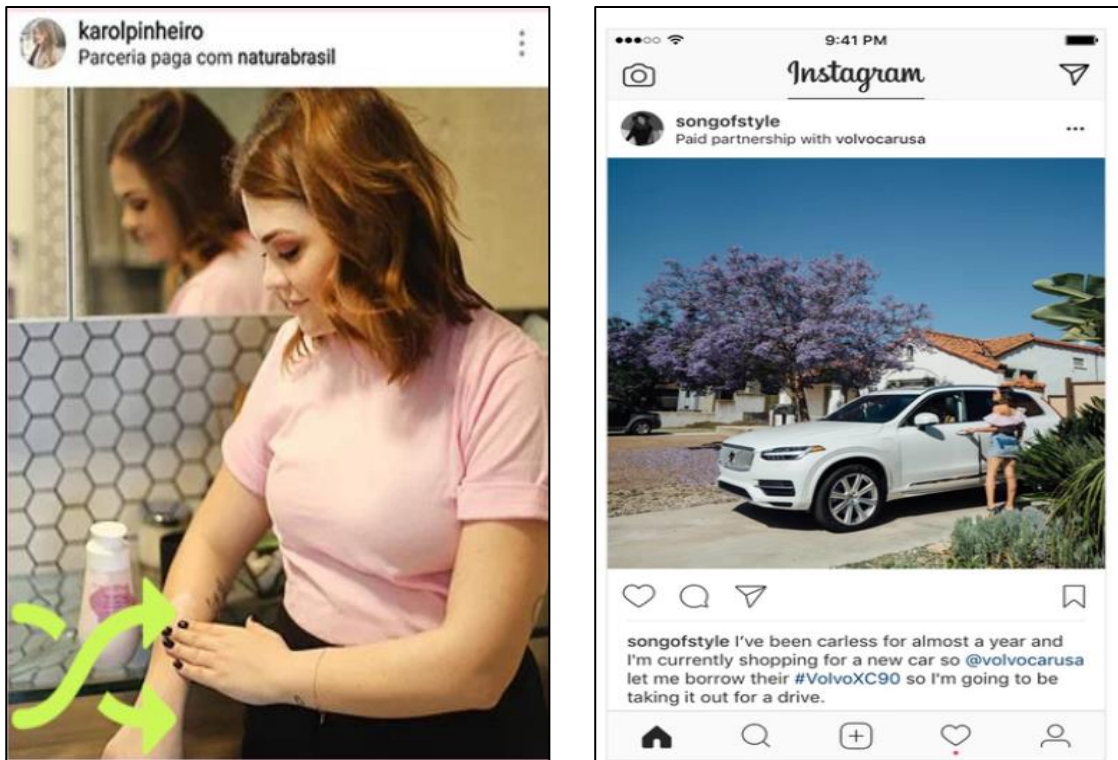 karolpinheiro
Parceria paga com naturabrasil
9:41 PM
Instagram
songofstyle
Paid partnership with volvocarusa
songofstyle I've been carless for almost a year and
I'm currently shopping for a new car so @volvocarusa
let me borrow their #VolvoXC90 so I'm going to be
taking it out for a drive.